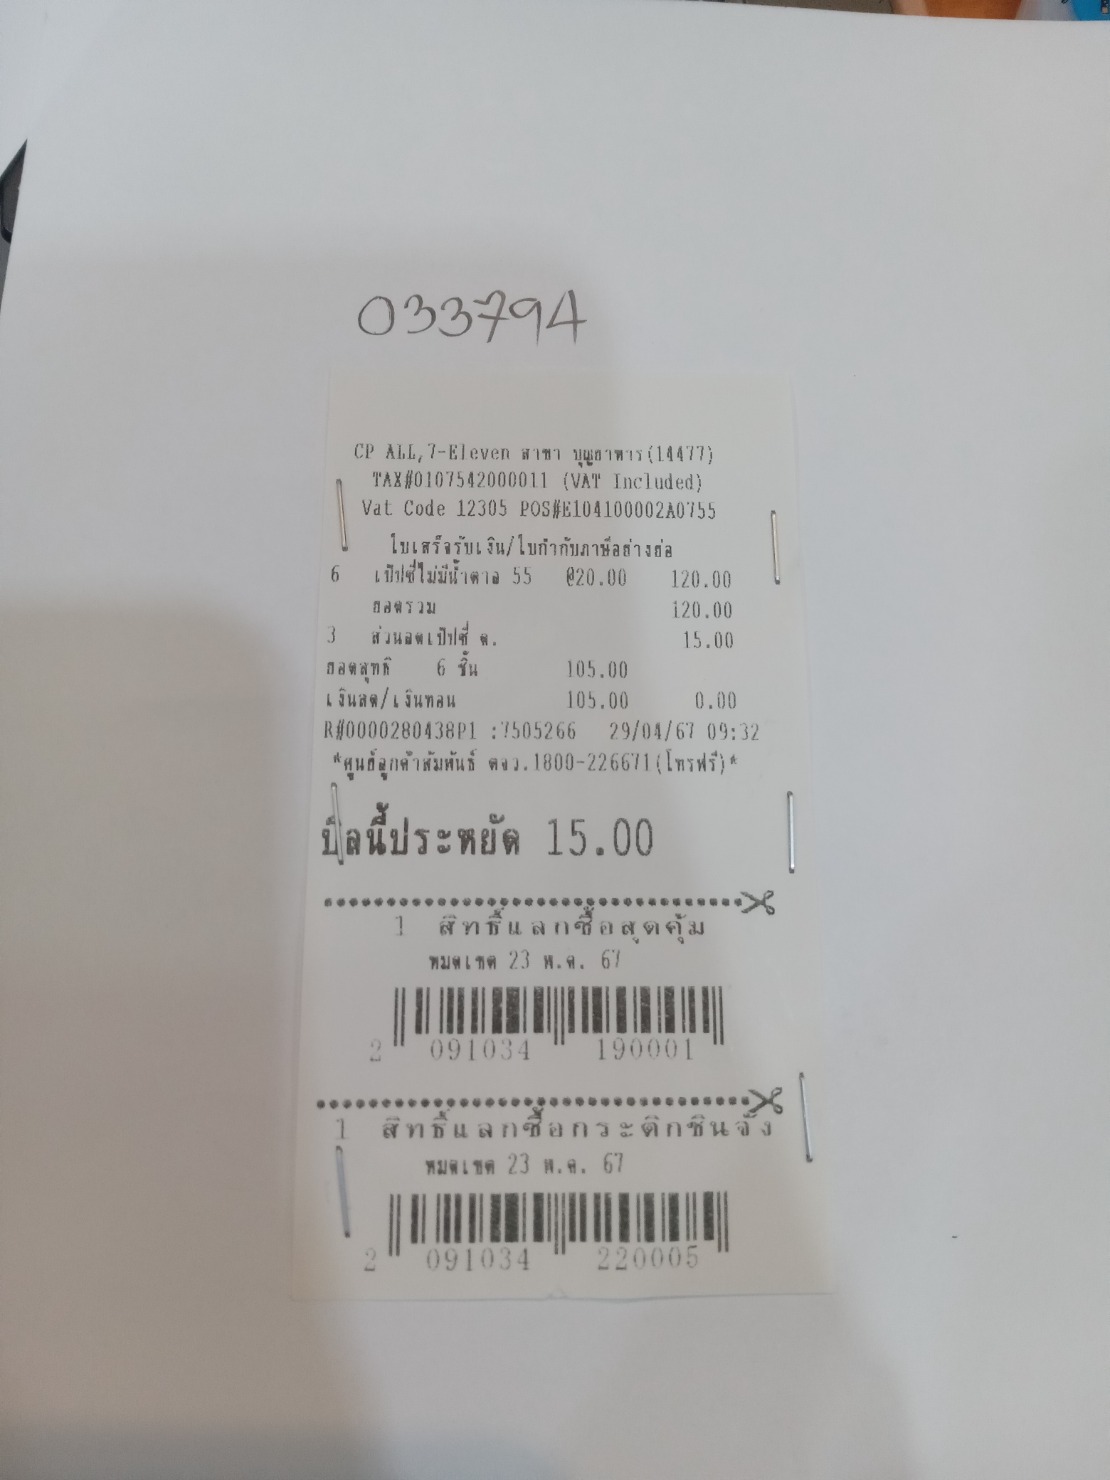 033794
CP ALL,7-Eleven สาขา บุญยาหาร(14477)
TAX#0107542000011 (VAT Included)
Vat Code 12305 POS#E104100002A0755
ใบเสร็จรับเงิน/ใบกำกับภาษีอย่างย่อ
6 เป๊ปซี่ไม่มีน้ำตาล 55 @20.00 120.00
ยอดรวม 120.00
3 ส่วนลดเป๊ปซี่ ต. 15.00
ยอดสุทธิ 6 ชิ้น 105.00
เงินสด/เงินทอน 105.00 0.00
R#0000280438P1 :7505266 29/04/67 09:32
*ศูนย์ลูกค้าสัมพันธ์ ตจว.1800-226671(โทรฟรี)*
บิลนี้ประหยัด 15.00
1 สิทธิ์แลกซื้อสุดคุ้ม
หมดเขต 23 พ.ค. 67
2 091034 190001
1 สิทธิ์แลกซื้อกระติกชินจัง
หมดเขต 23 พ.ค. 67
2 091034 220005